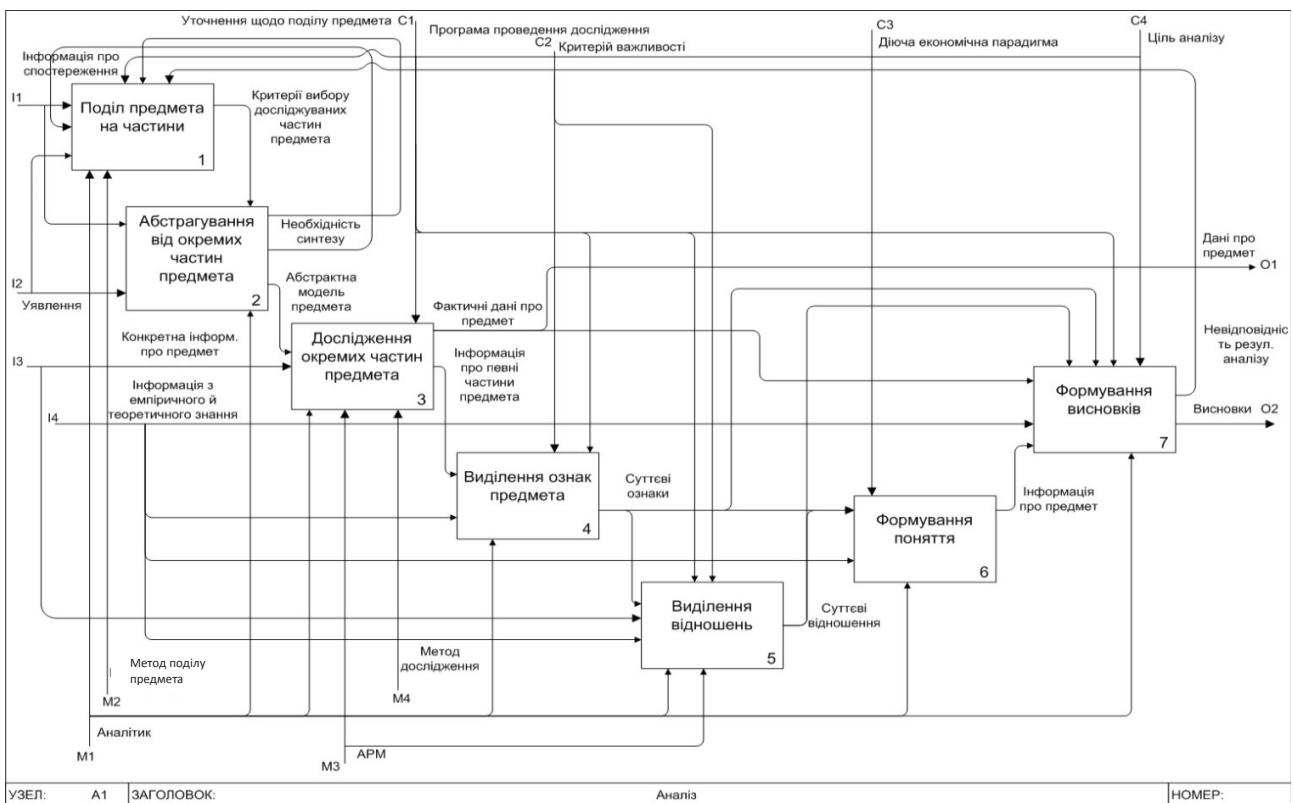 Уточнення щодо поділу предмета C1
Програма проведення дослідження
C2
Критерій важливості
C3
Діюча економічна парадигма
C4
Ціль аналізу
Інформація про
спостереження
I1
Поділ предмета
на частини
1
Критерії вибору
досліджуваних
частин
предмета
Абстрагування
від окремих
частин
предмета
2
Необхідність
синтезу
Дані про
предмет
O1
I2
Уявлення
Абстрактна
модель
предмета
Фактичні дані про
предмет
Конкретна інформ.
про предмет
I3
Дослідження
окремих частин
предмета
3
Інформація
про певні
частини
предмета
Невідповідніс
ть резул.
аналізу
Інформація з
емпіричного й
теоретичного знання
I4
Формування
висновків
7
Висновки O2
Виділення ознак
предмета
4
Суттєві
ознаки
Формування
поняття
6
Інформація
про предмет
Виділення
відношень
5
Суттєві
відношення
Метод поділу
предмета
M2
Метод
дослідження
M4
Аналітик
M1
АРМ
M3
УЗЕЛ: A1 ЗАГОЛОВОК: Аналіз НОМЕР: